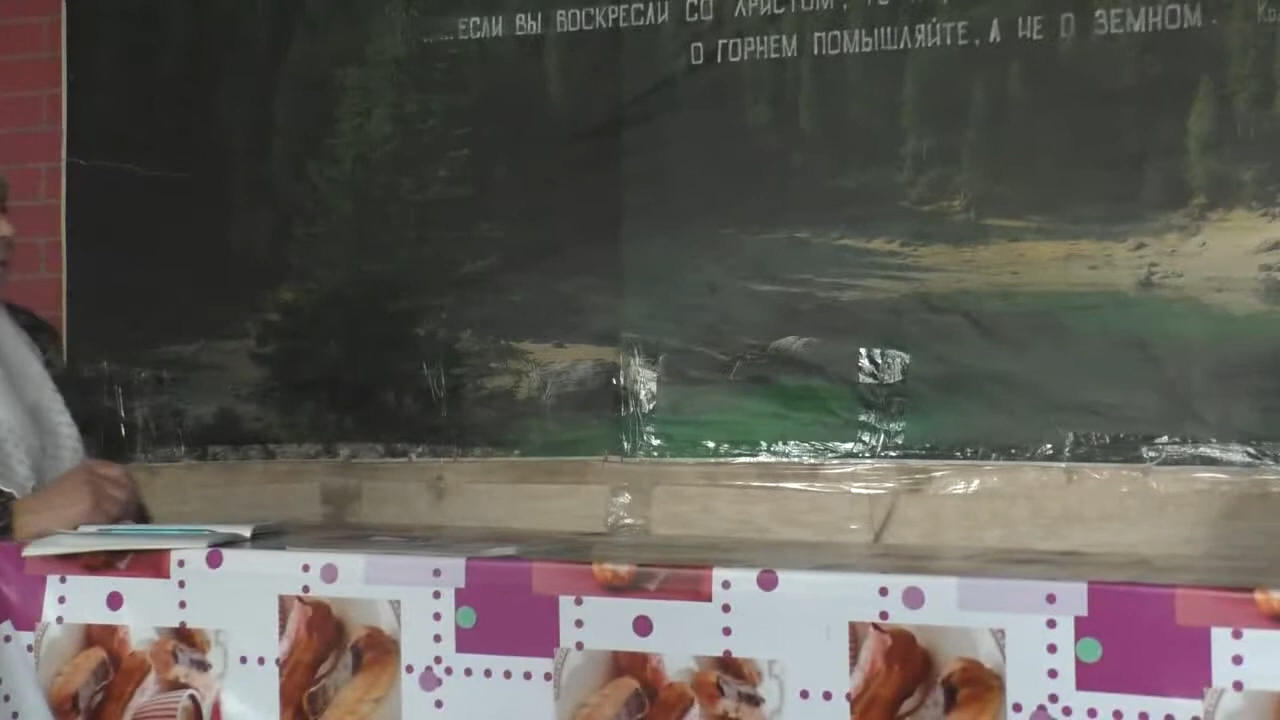 .....ЕСЛИ ВЫ ВОСКРЕСЛИ СО ХРИСТОМ,
О ГОРНЕМ ПОМЫШЛЯЙТЕ, А НЕ О ЗЕМНОМ.